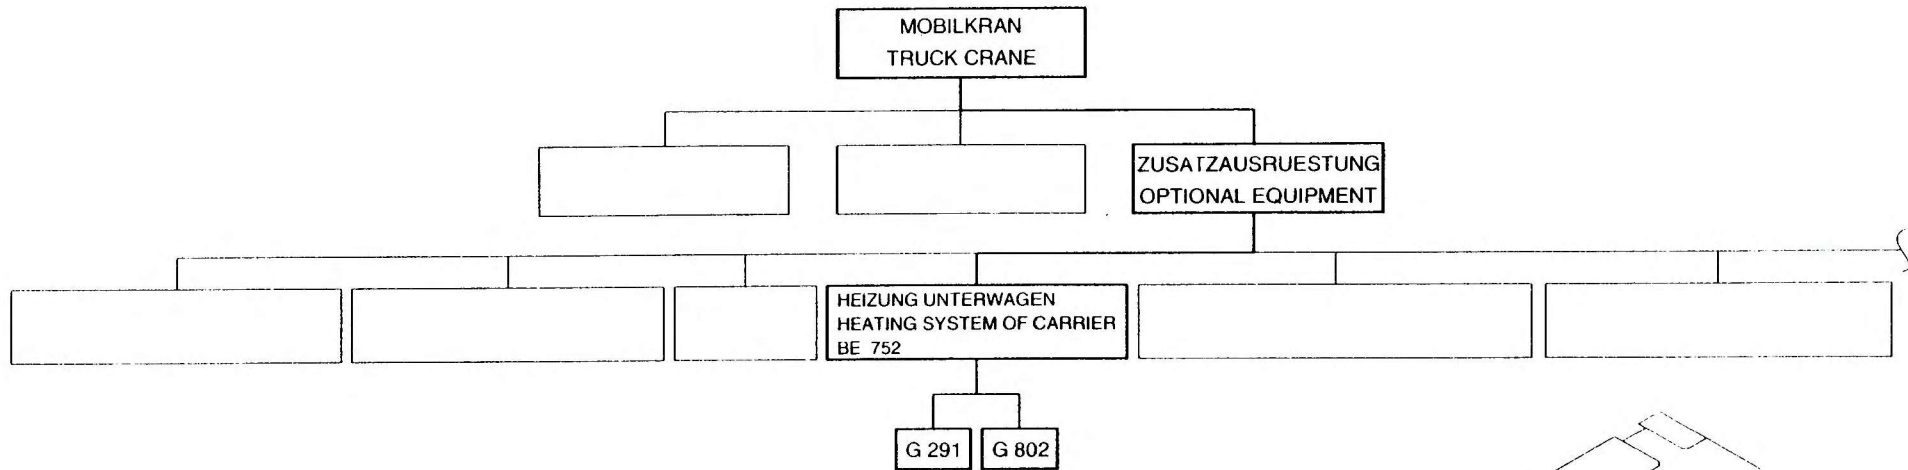 MOBILKRAN
TRUCK CRANE
ZUSATZAUSRUESTUNG
OPTIONAL EQUIPMENT
HEIZUNG UNTERWAGEN
HEATING SYSTEM OF CARRIER
BE 752
G 291 G 802